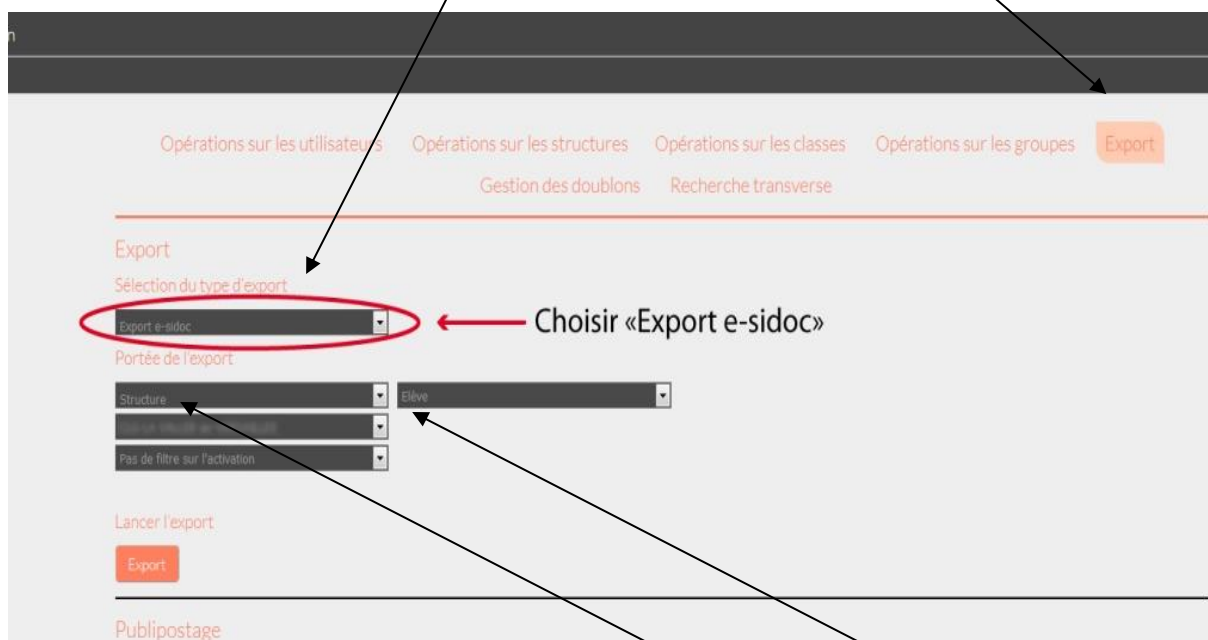 n
Opérations sur les utilisateurs Opérations sur les structures Opérations sur les classes Opérations sur les groupes Export
Gestion des doublons Recherche transverse
Export
Sélection du type d'export
Export e-sidoc
Choisir «Export e-sidoc»
Portée de l'export
Structure Elève
Pas de filtre sur l'activation
Lancer l'export
Export
Publipostage